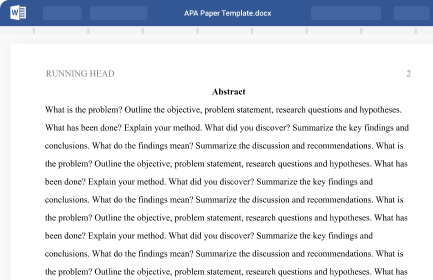 W
APA Paper Template.docx
RUNNING HEAD 2
Abstract
What is the problem? Outline the objective, problem statement, research questions and hypotheses.
What has been done? Explain your method. What did you discover? Summarize the key findings and
conclusions. What do the findings mean? Summarize the discussion and recommendations. What is
the problem? Outline the objective, problem statement, research questions and hypotheses. What has
been done? Explain your method. What did you discover? Summarize the key findings and
conclusions. What do the findings mean? Summarize the discussion and recommendations. What is
the problem? Outline the objective, problem statement, research questions and hypotheses. What has
been done? Explain your method. What did you discover? Summarize the key findings and
conclusions. What do the findings mean? Summarize the discussion and recommendations. What is
the problem? Outline the objective, problem statement, research questions and hypotheses. What has